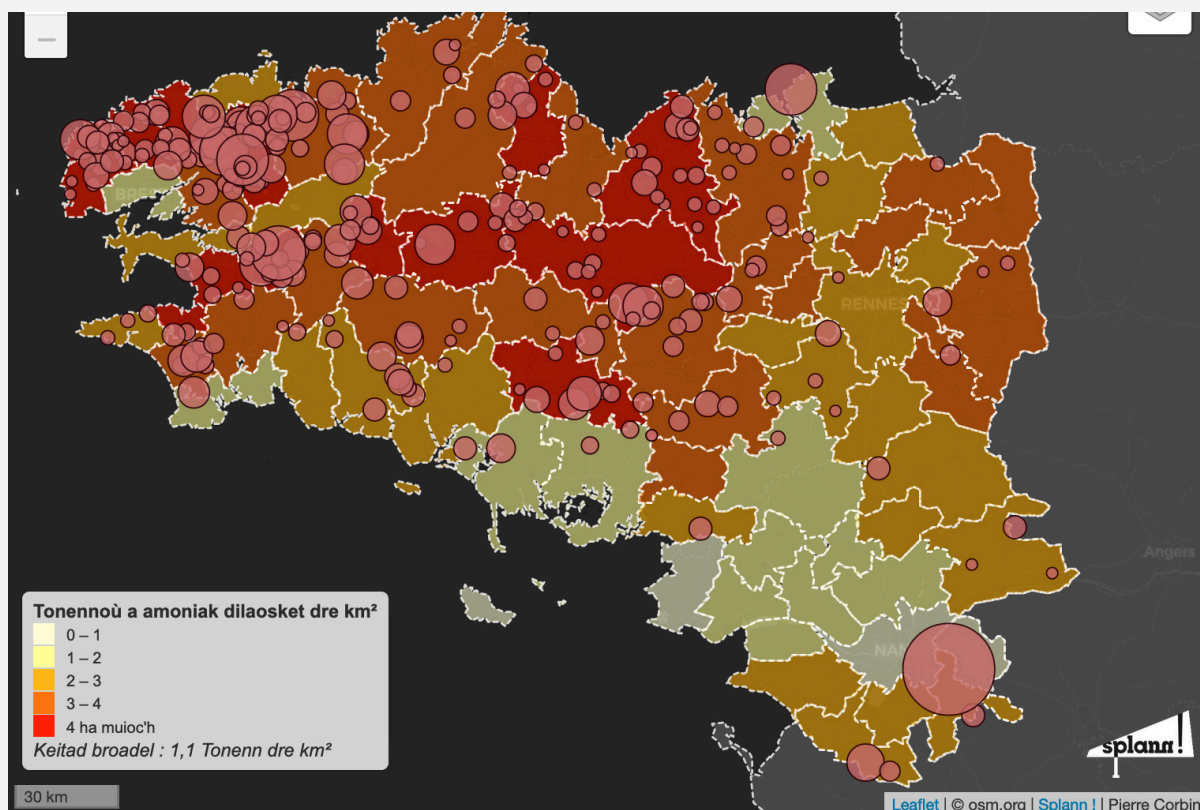 BRES
RENNES
Angers
NAN
Tonennoù a amoniak dilaosket dre km²
0 – 1
1 – 2
2 – 3
3 – 4
4 ha muioc'h
Keitad broadel : 1,1 Tonenn dre km²
splann!
30 km
Leaflet | © osm.org | Splann ! | Pierre Corbin